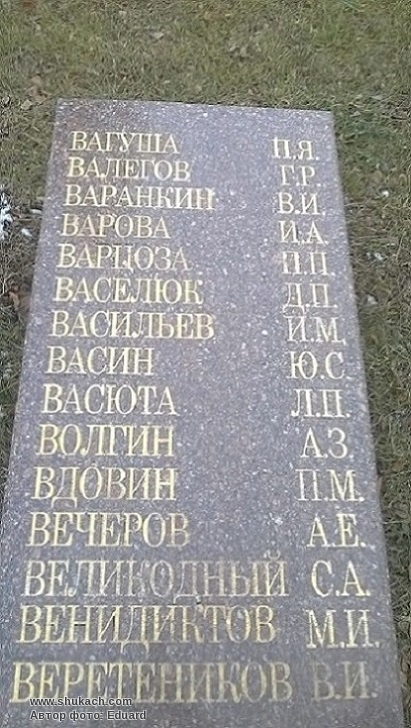 ВАГУША П.Я.
ВАЛЕГОВ Г.Р.
ВАРАНКИН В.И.
ВАРОВА И.А.
ВАРЦОЗА П.П.
ВАСЕЛЮК Д.П.
ВАСИЛЬЕВ И.М.
ВАСИН Ю.С.
ВАСЮТА Л.П.
ВОЛГИН А.З.
ВДОВИН П.М.
ВЕЧЕРОВ А.Е.
ВЕЛИКОДНЫЙ С.А.
ВЕНИДИКТОВ М.И.
ВЕРЕТЕНИКОВ В.И.
www.shukach.com
Автор фото: Eduard